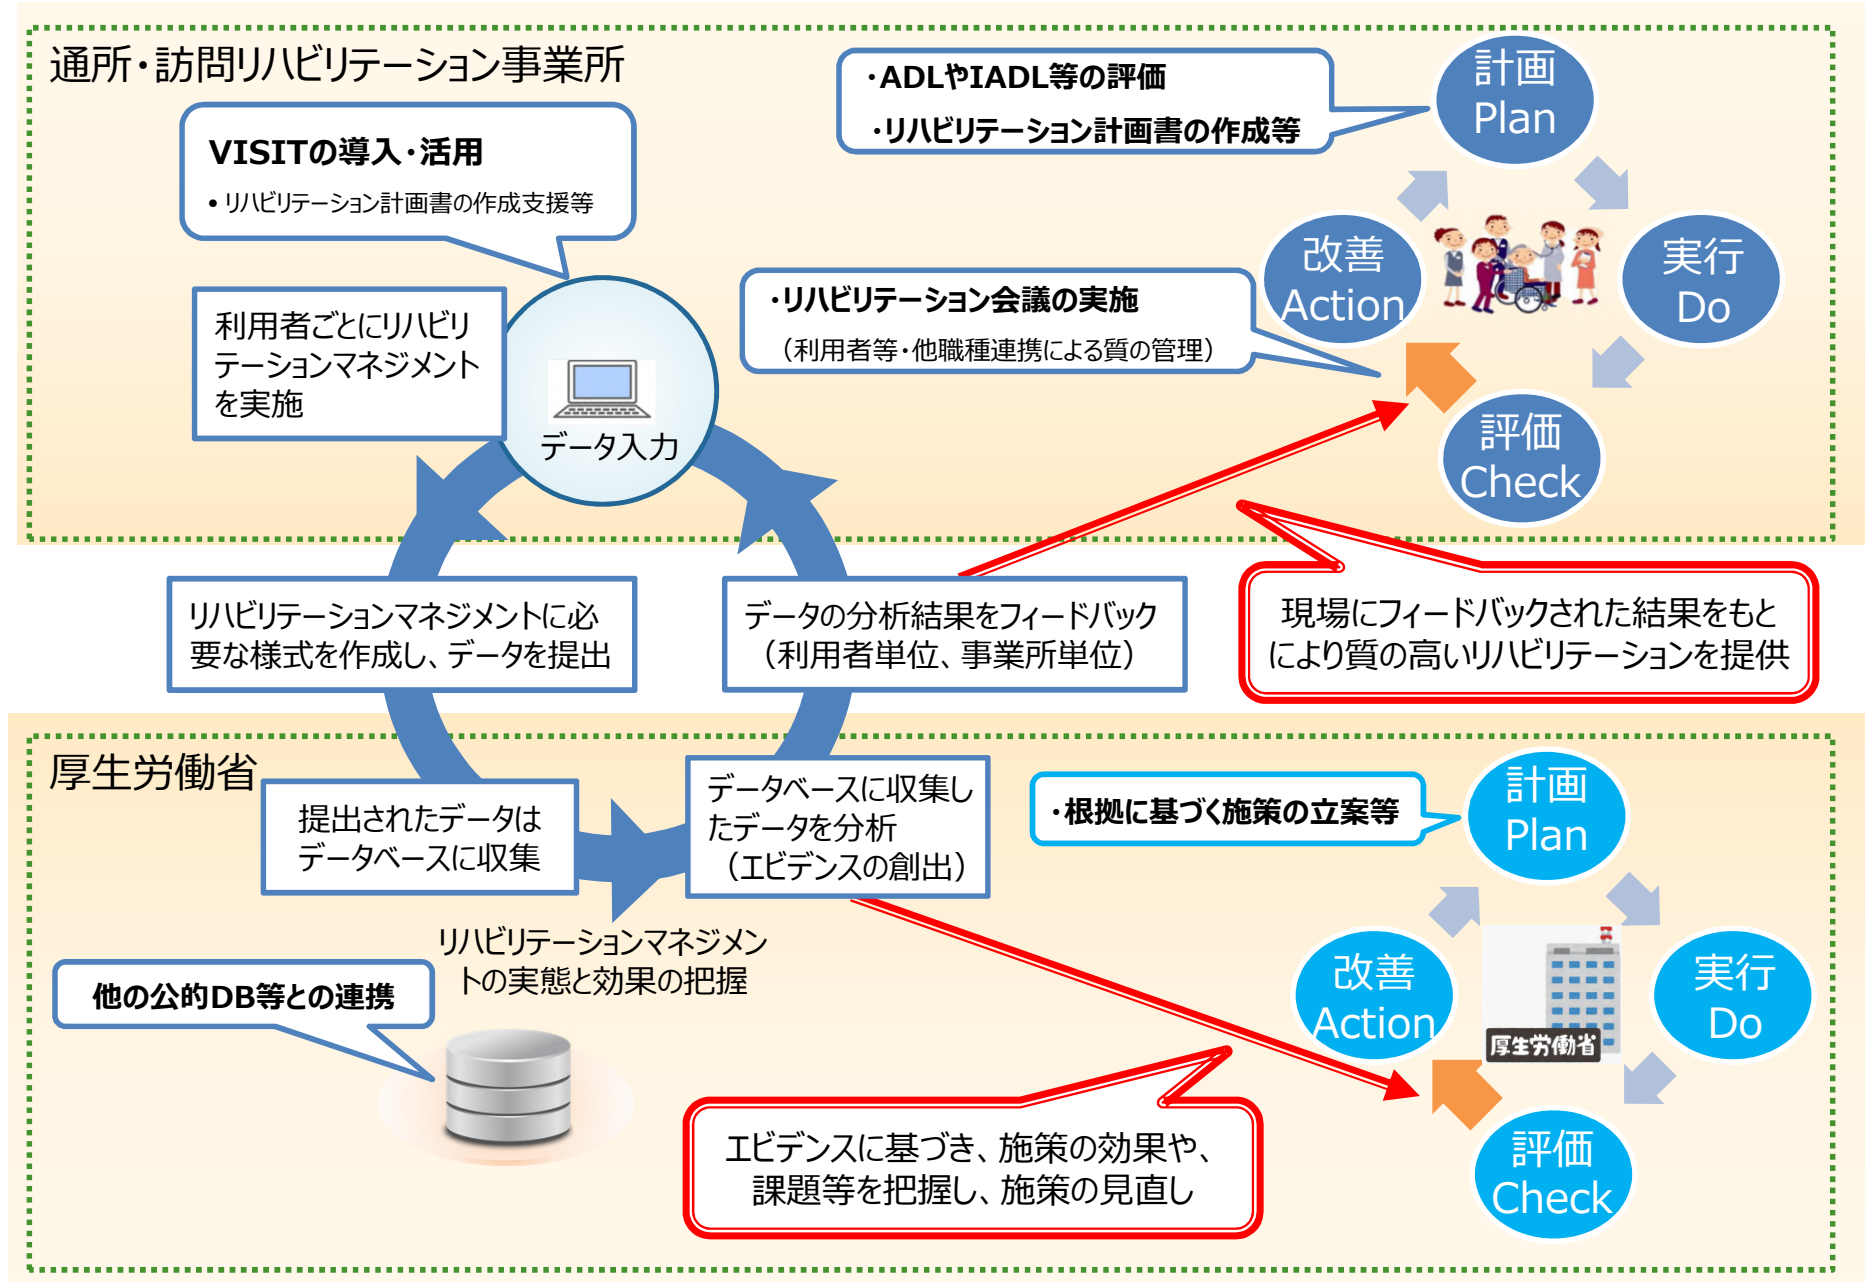 通所・訪問リハビリテーション事業所
VISITの導入・活用
• リハビリテーション計画書の作成支援等
・ADLやIADL等の評価
・リハビリテーション計画書の作成等
計画
Plan
実行
Do
評価
Check
改善
Action
・リハビリテーション会議の実施
（利用者等・他職種連携による質の管理）
利用者ごとにリハビリ
テーションマネジメント
を実施
データ入力
リハビリテーションマネジメントに必
要な様式を作成し、データを提出
データの分析結果をフィードバック
（利用者単位、事業所単位）
現場にフィードバックされた結果をもと
により質の高いリハビリテーションを提供
厚生労働省
提出されたデータは
データベースに収集
データベースに収集し
たデータを分析
（エビデンスの創出）
リハビリテーションマネジメン
トの実態と効果の把握
他の公的DB等との連携
・根拠に基づく施策の立案等
計画
Plan
実行
Do
評価
Check
改善
Action
厚生労働省
エビデンスに基づき、施策の効果や、
課題等を把握し、施策の見直し